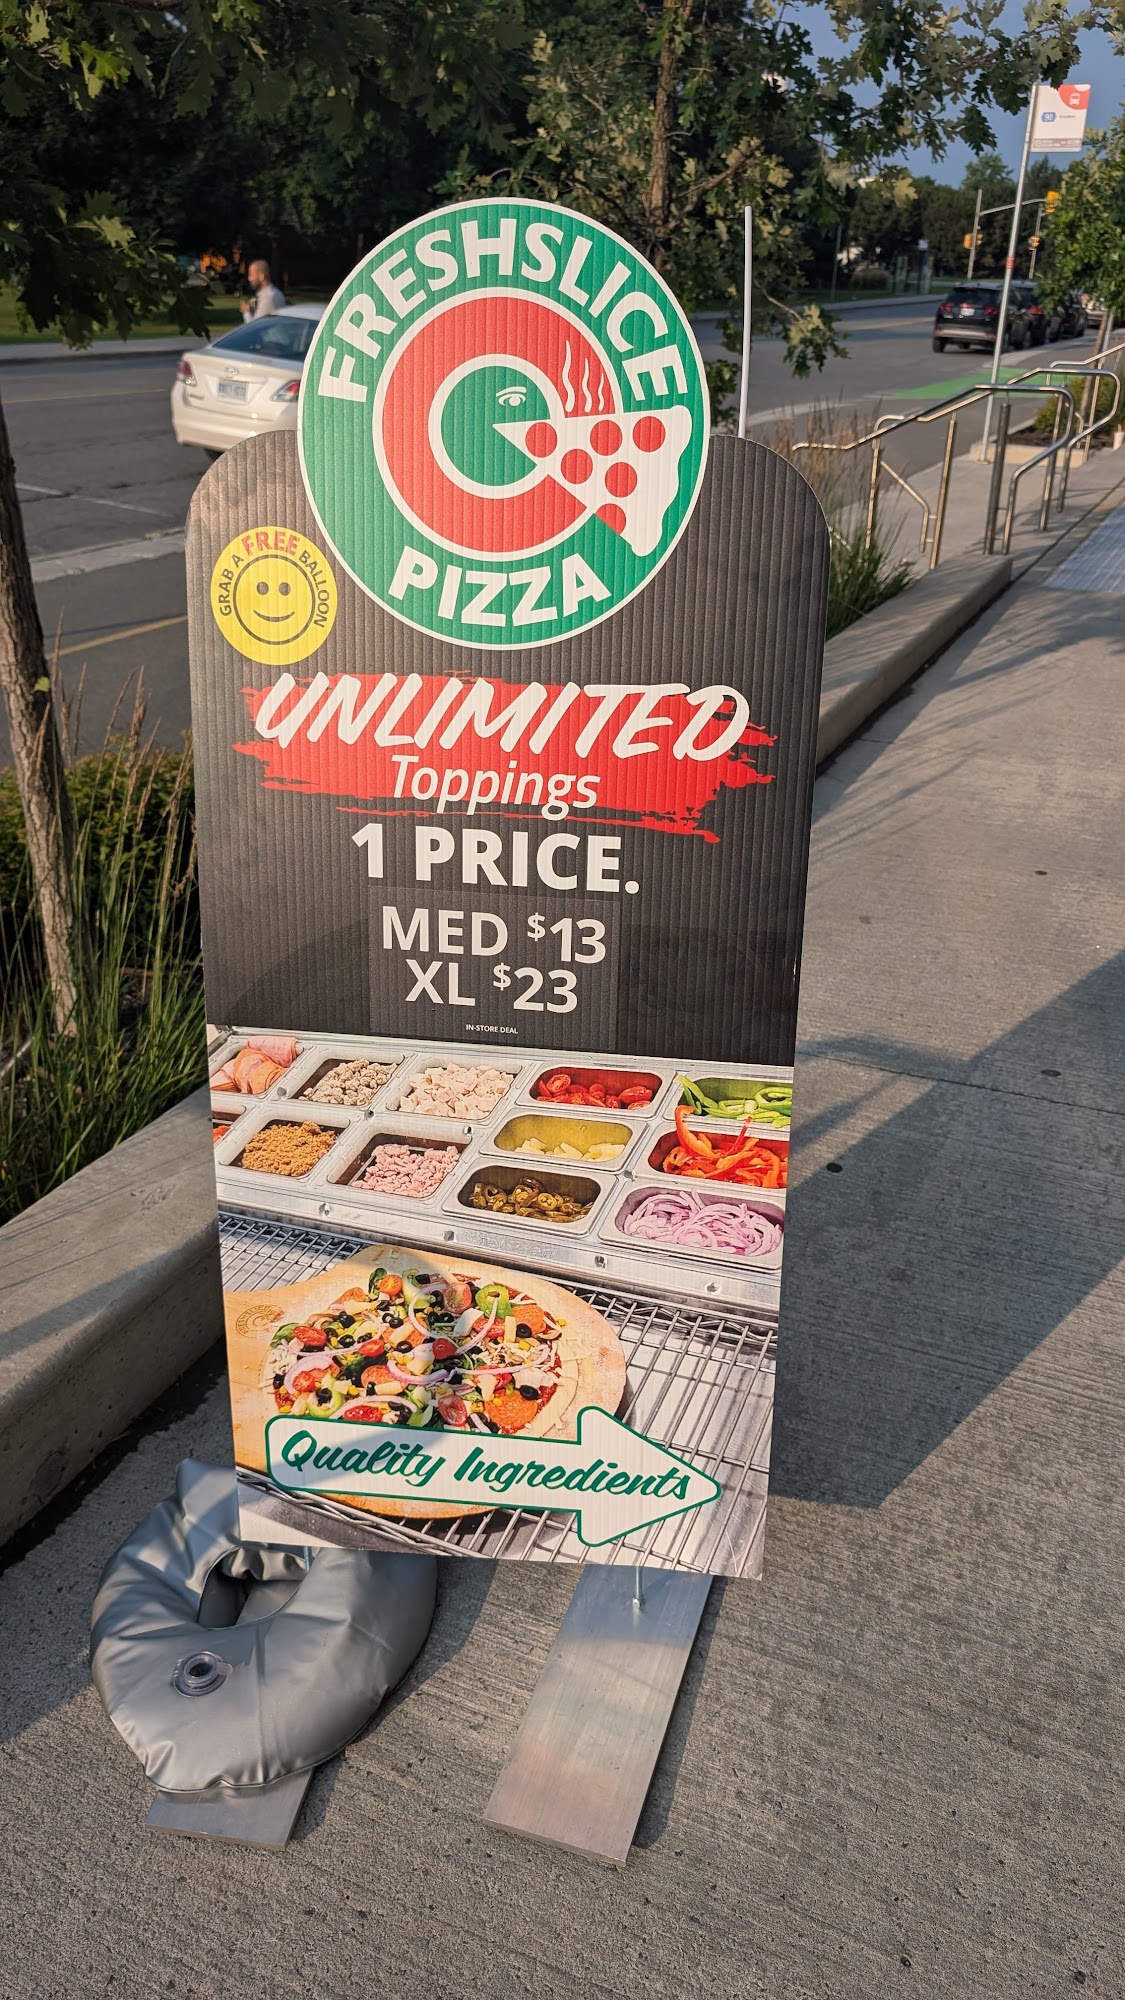 FRESHSLICE
PIZZA
GRAB A FREE BALLOON
UNLIMITED
Toppings
1 PRICE.
MED $13
XL $23
IN-STORE DEAL
Quality Ingredients